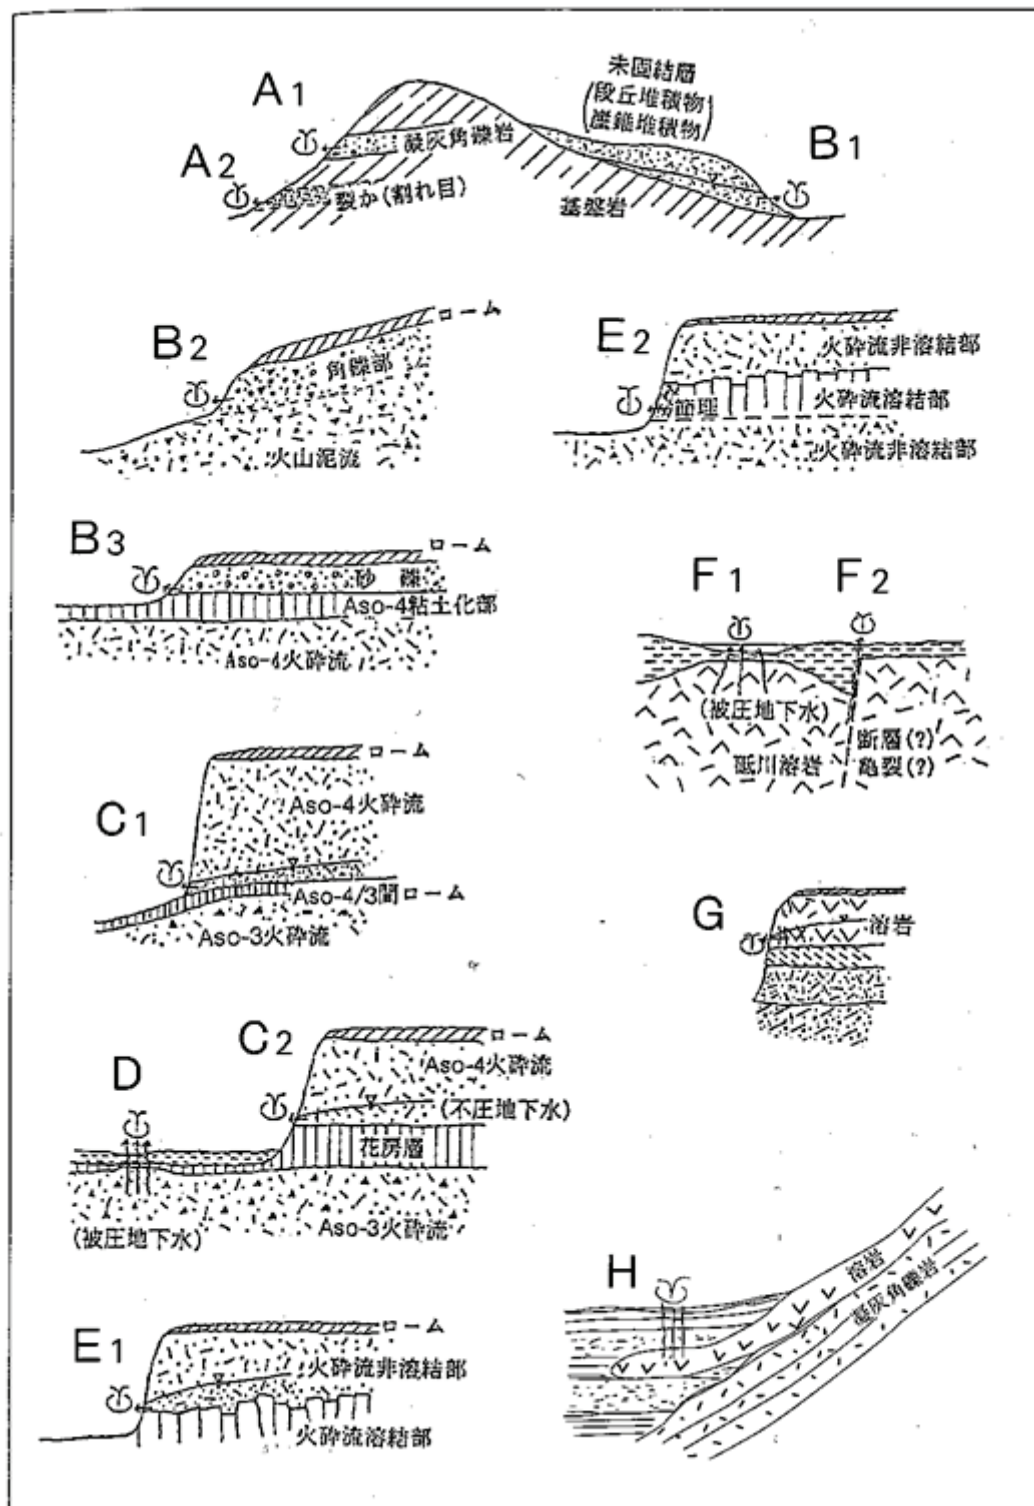 A1
A2
凝灰角礫岩
裂か(割れ目)
未固結層
(段丘堆積物
崖錐堆積物)
B1
基盤岩
B2
ローム
角礫部
火山泥流
E2
火砕流非溶結部
節理
火砕流溶結部
火砕流非溶結部
B3
ローム
砂 礫
Aso-4粘土化部
Aso-4火砕流
F1
F2
(被圧地下水)
砥川溶岩
断層(?)
亀裂(?)
C1
ローム
Aso-4火砕流
Aso-4/3間ローム
Aso-3火砕流
G
溶岩
C2
ローム
Aso-4火砕流
(不圧地下水)
花房層
D
(被圧地下水)
Aso-3火砕流
H
溶岩
凝灰角礫岩
E1
ローム
火砕流非溶結部
火砕流溶結部